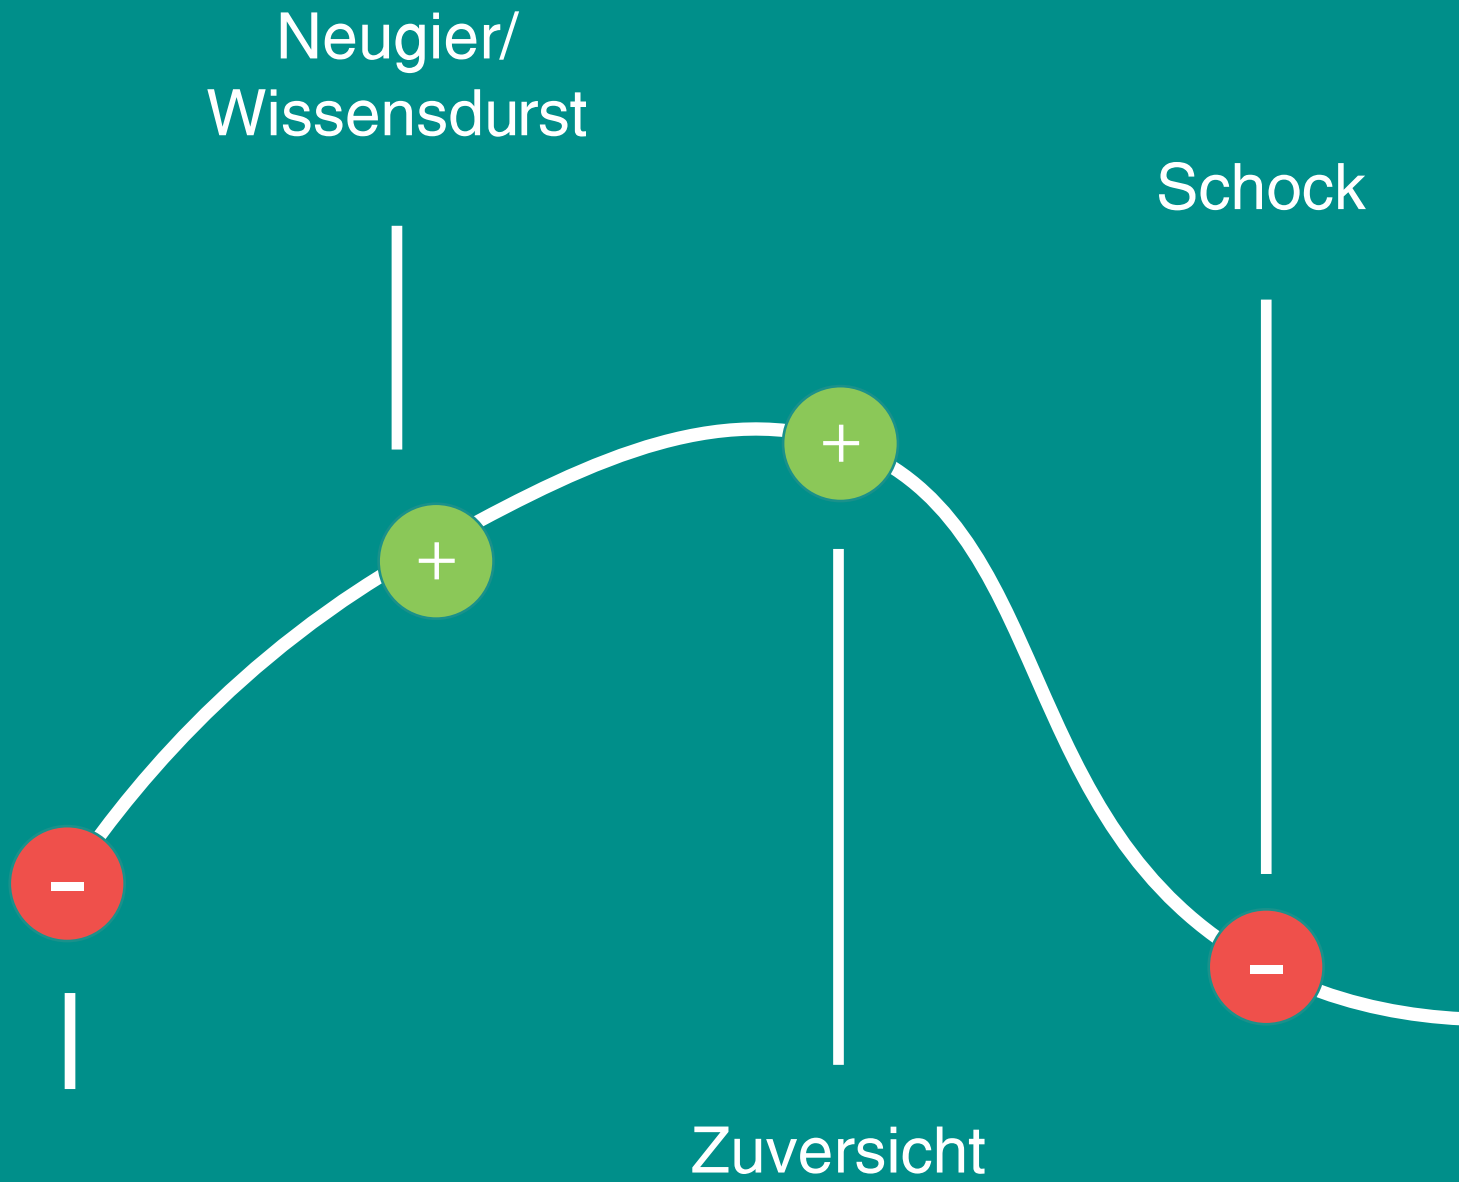 Neugier/
Wissensdurst
Schock
+
+
-
-
Zuversicht